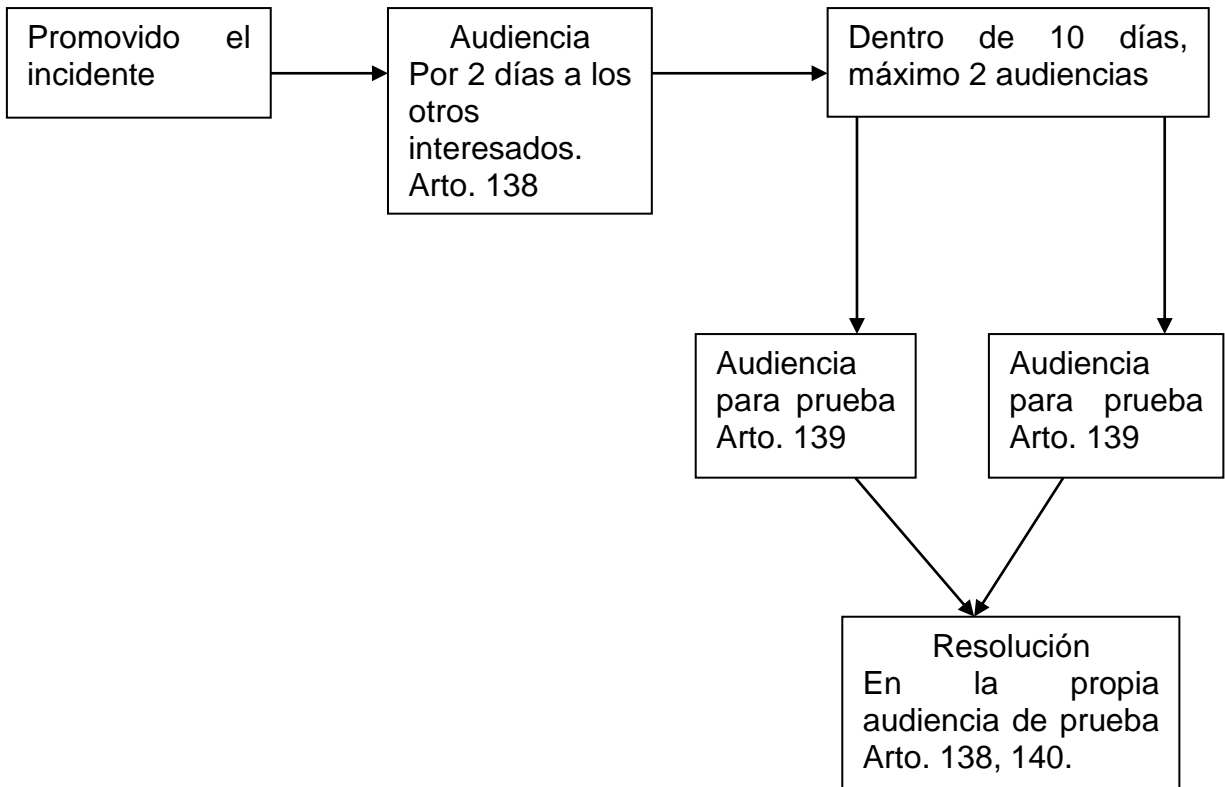 Promovido el
incidente
Audiencia
Por 2 días a los
otros
interesados.
Arto. 138
Dentro de 10 días,
máximo 2 audiencias
Audiencia
para prueba
Arto. 139
Audiencia
para prueba
Arto. 139
Resolución
En la propia
audiencia de prueba
Arto. 138, 140.